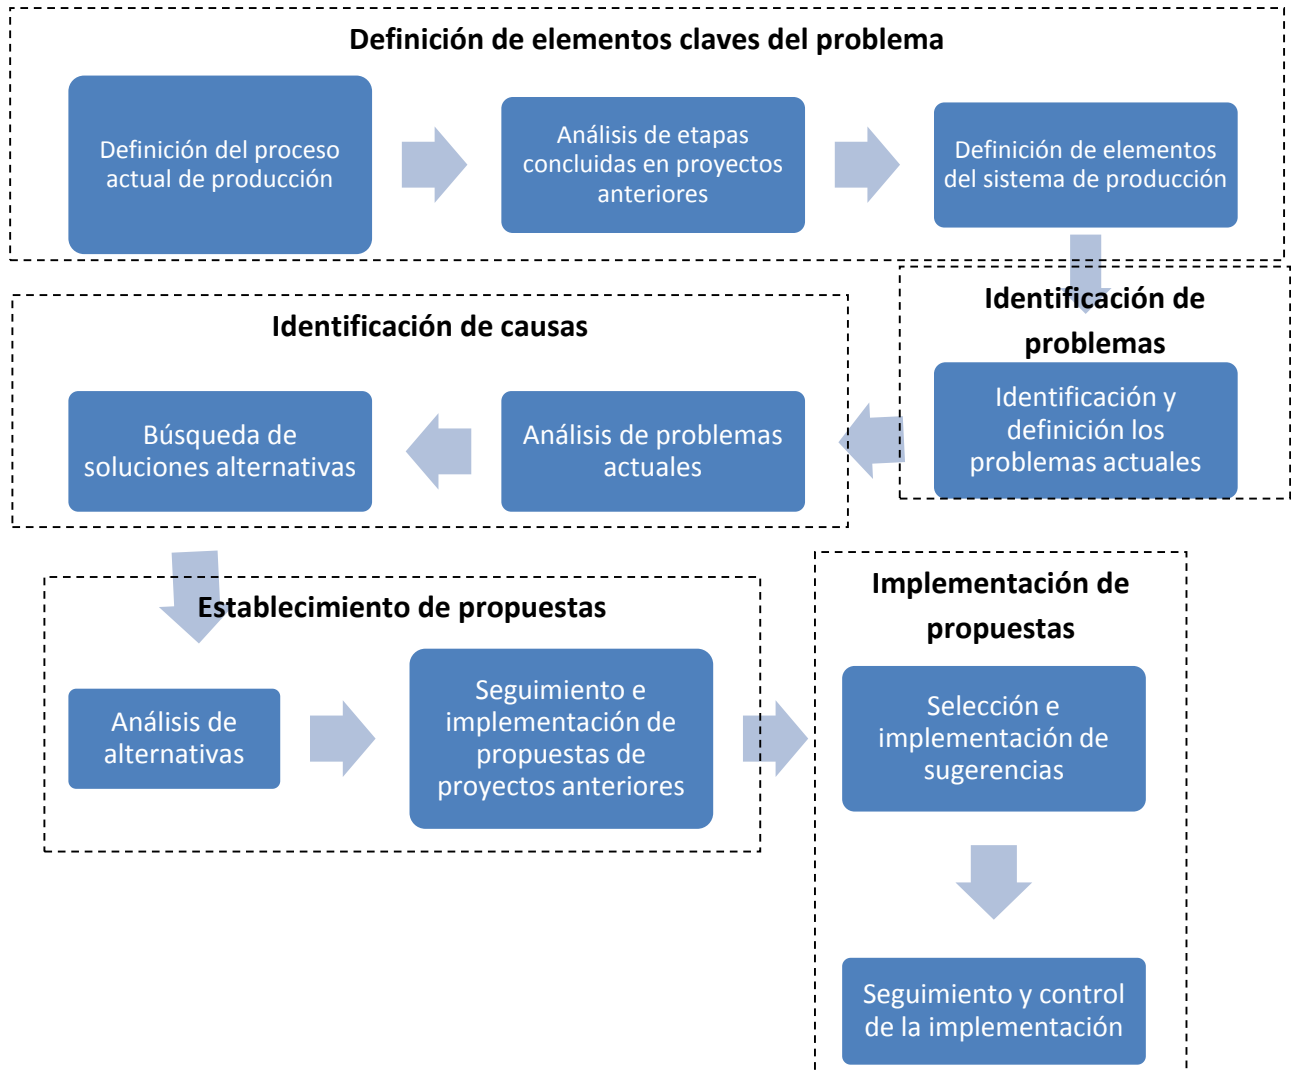 Definición de elementos claves del problema
Definición del proceso
actual de producción
Análisis de etapas
concluidas en proyectos
anteriores
Definición de elementos
del sistema de producción
Identificación de
problemas
Identificación y
definición los
problemas actuales
Identificación de causas
Análisis de problemas
actuales
Búsqueda de
soluciones alternativas
Establecimiento de propuestas
Análisis de
alternativas
Seguimiento e
implementación de
propuestas de
proyectos anteriores
Implementación de
propuestas
Selección e
implementación de
sugerencias
Seguimiento y control
de la implementación